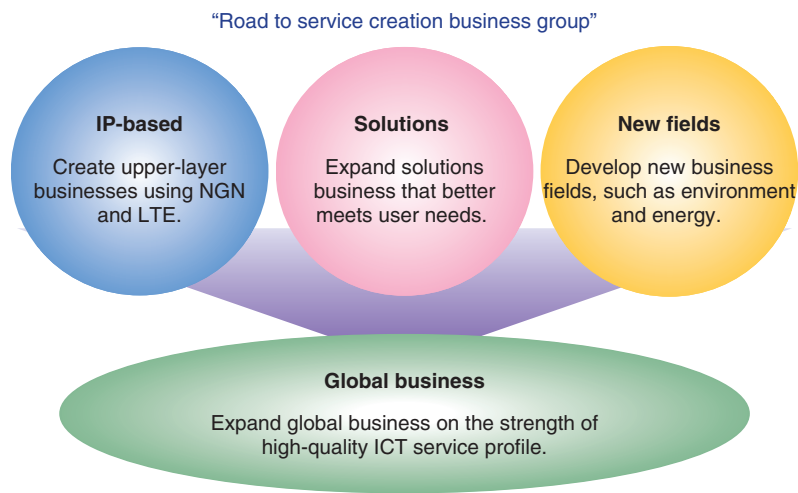 “Road to service creation business group”
IP-based
Create upper-layer
businesses using NGN
and LTE.
Solutions
Expand solutions
business that better
meets user needs.
New fields
Develop new business
fields, such as environment
and energy.
Global business
Expand global business on the strength of
high-quality ICT service profile.